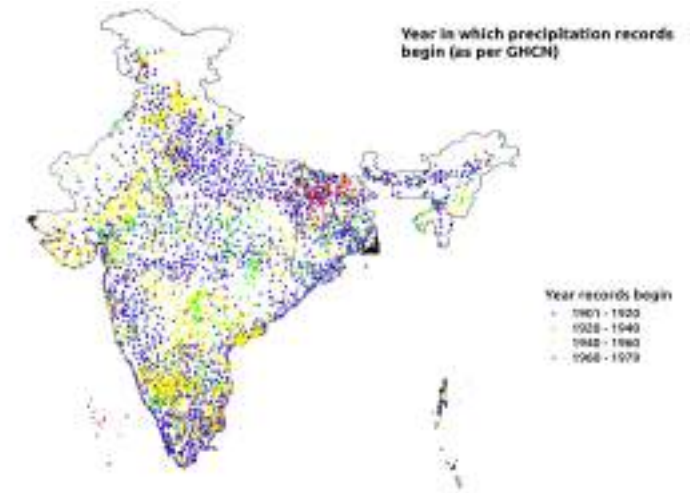 Year in which precipitation records
begin (as per GHCN)
Year records begin
1901 - 1920
1920 - 1940
1940 - 1960
1960 - 1970